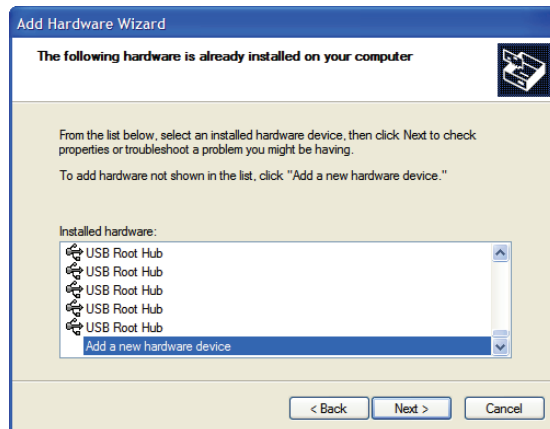 Add Hardware Wizard
The following hardware is already installed on your computer
From the list below, select an installed hardware device, then click Next to check
properties or troubleshoot a problem you might be having.
To add hardware not shown in the list, click "Add a new hardware device."
Installed hardware:
USB Root Hub
USB Root Hub
USB Root Hub
USB Root Hub
USB Root Hub
Add a new hardware device
< Back Next > Cancel